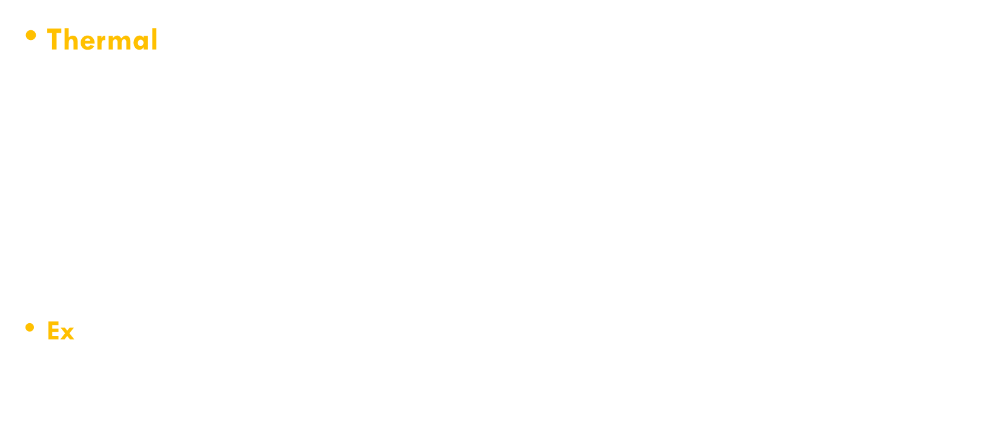 • Thermal
• Ex